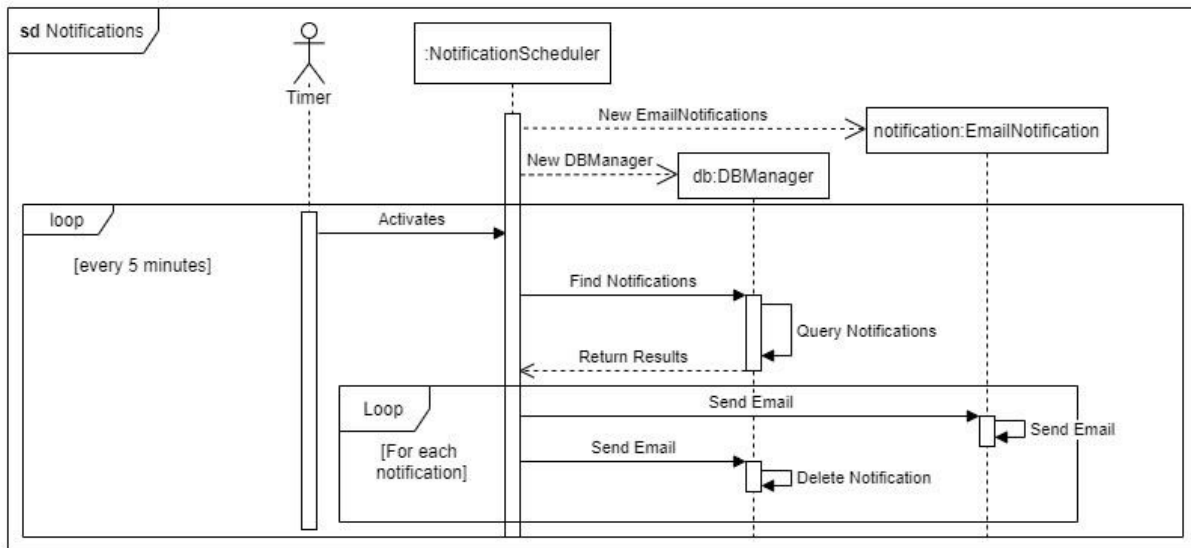 sd Notifications
Timer
:NotificationScheduler
New EmailNotifications
notification:EmailNotification
New DBManager
db:DBManager
loop
Activates
[every 5 minutes]
Find Notifications
Query Notifications
Return Results
Loop
Send Email
Send Email
[For each
notification]
Send Email
Delete Notification